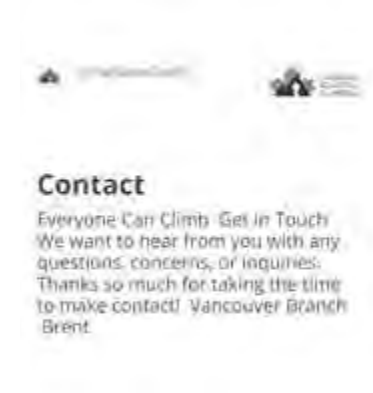 Contact
Everyone Can Climb Get in Touch
We want to hear from you with any
questions, concerns, or inquiries.
Thanks so much for taking the time
to make contact! Vancouver Branch
Brent